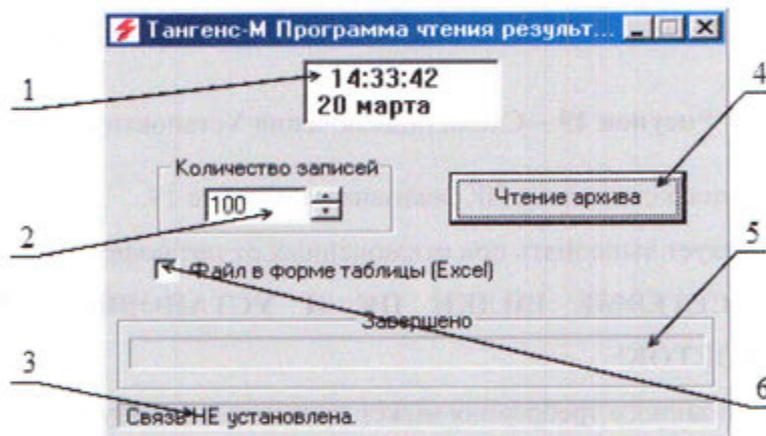 Тангенс-М Программа чтения результ...
1
14:33:42
20 марта
4
Количество записей
100
Чтение архива
2
5
Файл в форме таблицы (Excel)
Завершено
3
6
Связь НЕ установлена.